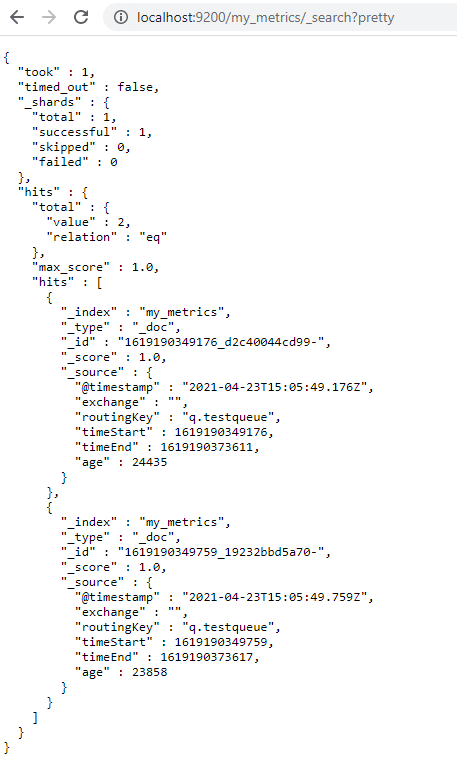 localhost:9200/my_metrics/_search?pretty
{
  "took" : 1,
  "timed_out" : false,
  "_shards" : {
    "total" : 1,
    "successful" : 1,
    "skipped" : 0,
    "failed" : 0
  },
  "hits" : {
    "total" : {
      "value" : 2,
      "relation" : "eq"
    },
    "max_score" : 1.0,
    "hits" : [
      {
        "_index" : "my_metrics",
        "_type" : "_doc",
        "_id" : "1619190349176_d2c40044cd99-",
        "_score" : 1.0,
        "_source" : {
          "@timestamp" : "2021-04-23T15:05:49.176Z",
          "exchange" : "",
          "routingKey" : "q.testqueue",
          "timeStart" : 1619190349176,
          "timeEnd" : 1619190373611,
          "age" : 24435
        }
      },
      {
        "_index" : "my_metrics",
        "_type" : "_doc",
        "_id" : "1619190349759_19232bbd5a70-",
        "_score" : 1.0,
        "_source" : {
          "@timestamp" : "2021-04-23T15:05:49.759Z",
          "exchange" : "",
          "routingKey" : "q.testqueue",
          "timeStart" : 1619190349759,
          "timeEnd" : 1619190373617,
          "age" : 23858
        }
      }
    ]
  }
}